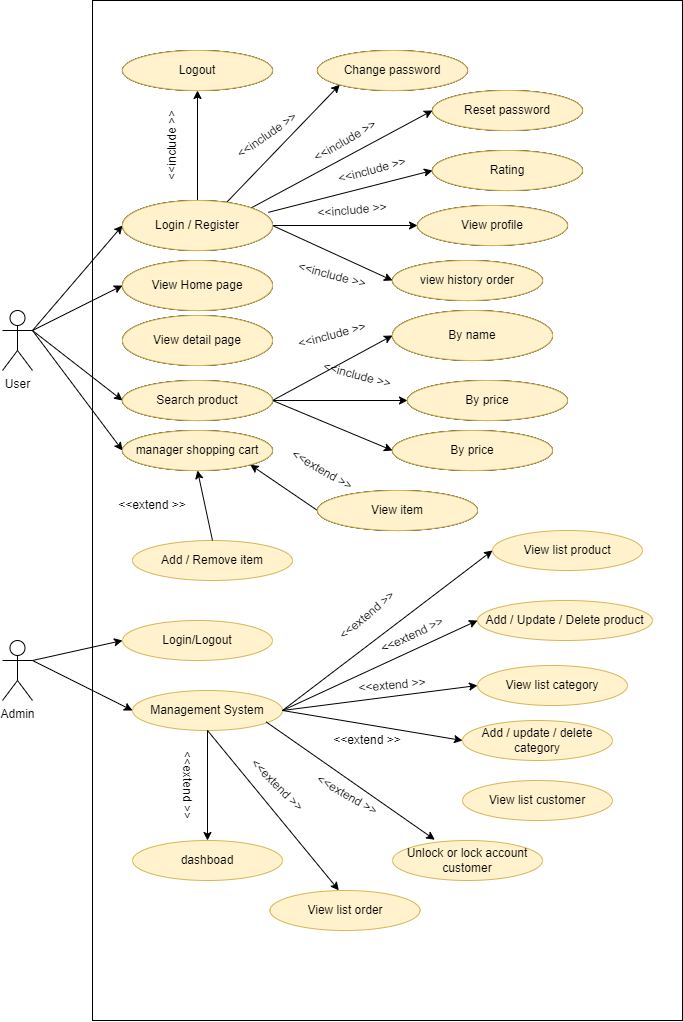 Logout
Change password
Reset password
<<include >>
<<include >>
<<include >>
Rating
<<include >>
Login / Register
<<include >>
View profile
<<include >>
view history order
View Home page
User
View detail page
<<include >>
By name
<<include >>
Search product
By price
manager shopping cart
By price
<<extend >>
<<extend >>
View item
Add / Remove item
View list product
<<extend >>
Add / Update / Delete product
<<extend >>
Login/Logout
Admin
<<extend >>
View list category
Management System
<<extend >>
Add / update / delete
category
<<extend >>
<<extend >>
<<extend >>
View list customer
dashboad
Unlock or lock account
customer
View list order